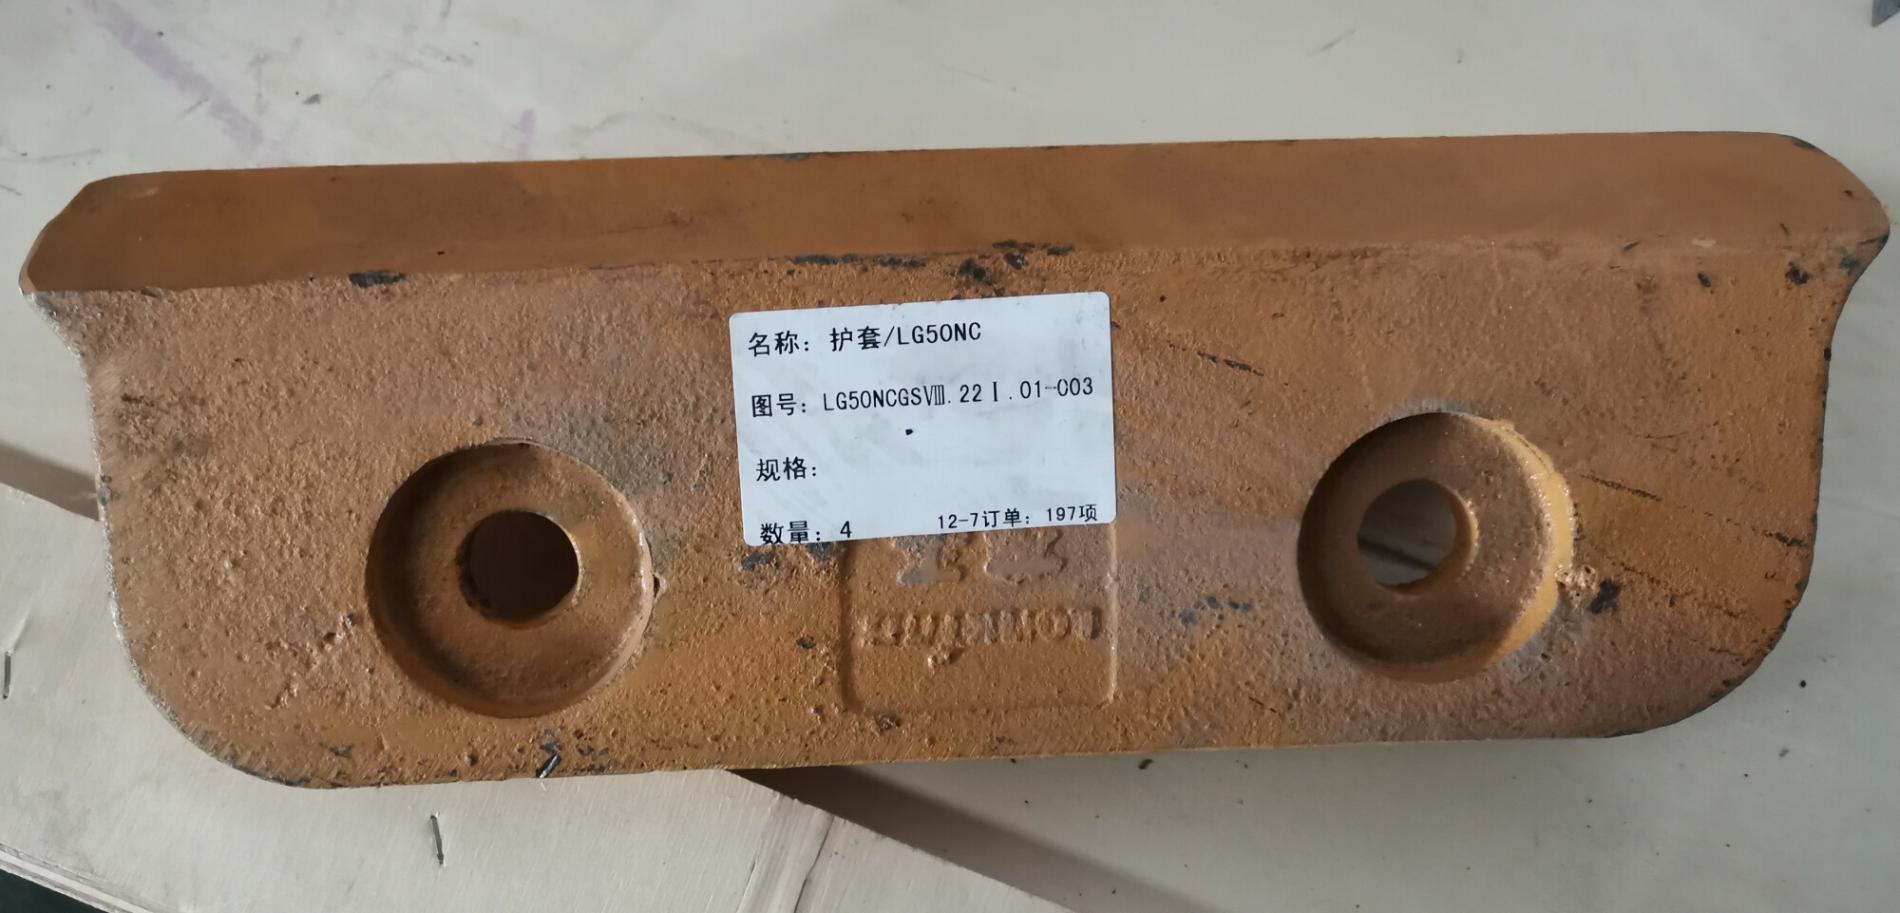 名称：护套/LG50NC
图号：LG50NCGSⅧ.22Ⅰ.01-003
规格：
数量：4
12-7订单：197项
LONKING